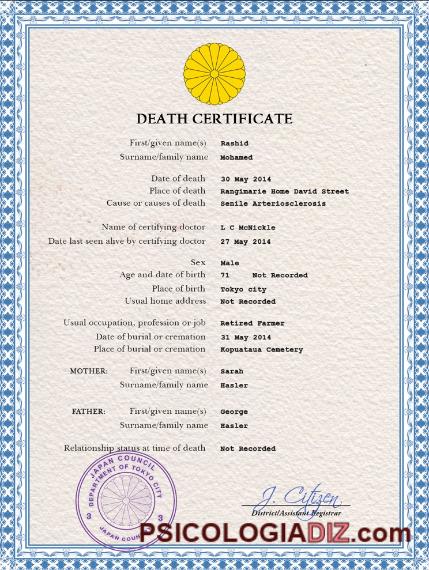 DEATH CERTIFICATE
First/given name(s) Rashid
Surname/family name Mohamed
Date of death 30 May 2014
Place of death Rangimarie Home David Street
Cause or causes of death Senile Arteriosclerosis
Name of certifying doctor L C McNickle
Date last seen alive by certifying doctor 27 May 2014
Sex Male
Age and date of birth 71 Not Recorded
Place of birth Tokyo city
Usual home address Not Recorded
Usual occupation, profession or job Retired Farmer
Date of burial or cremation 31 May 2014
Place of burial or cremation Kopuataua Cemetery
MOTHER: First/given name(s) Sarah
Surname/family name Hasler
FATHER: First/given name(s) George
Surname/family name Hasler
Relationship status at time of death Not Recorded
JAPAN COUNCIL
DEPARTMENT OF TOKYO CITY
3 3
JAPAN COUNCIL
J. Citizen
District/Assistant Registrar
PSICOLOGIADIZ.com